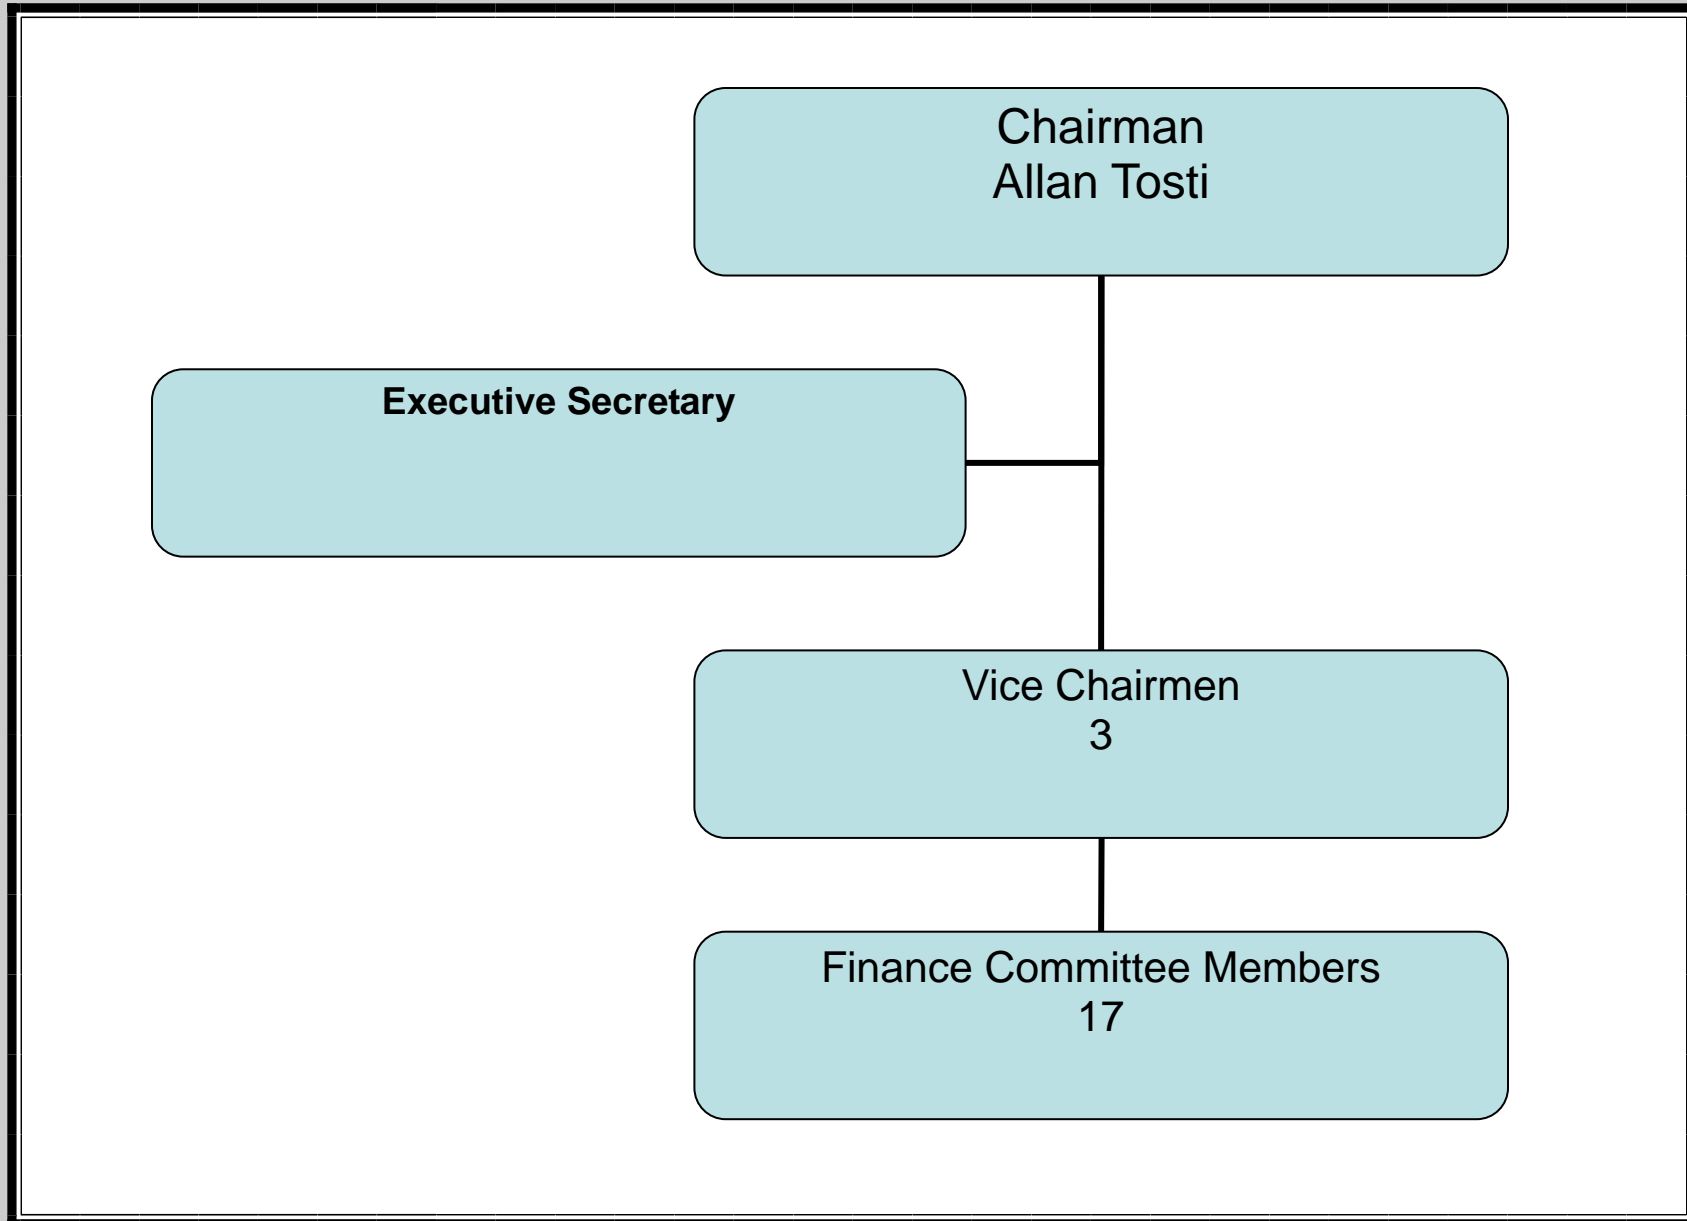 Chairman
Allan Tosti
Executive Secretary
Vice Chairmen
3
Finance Committee Members
17